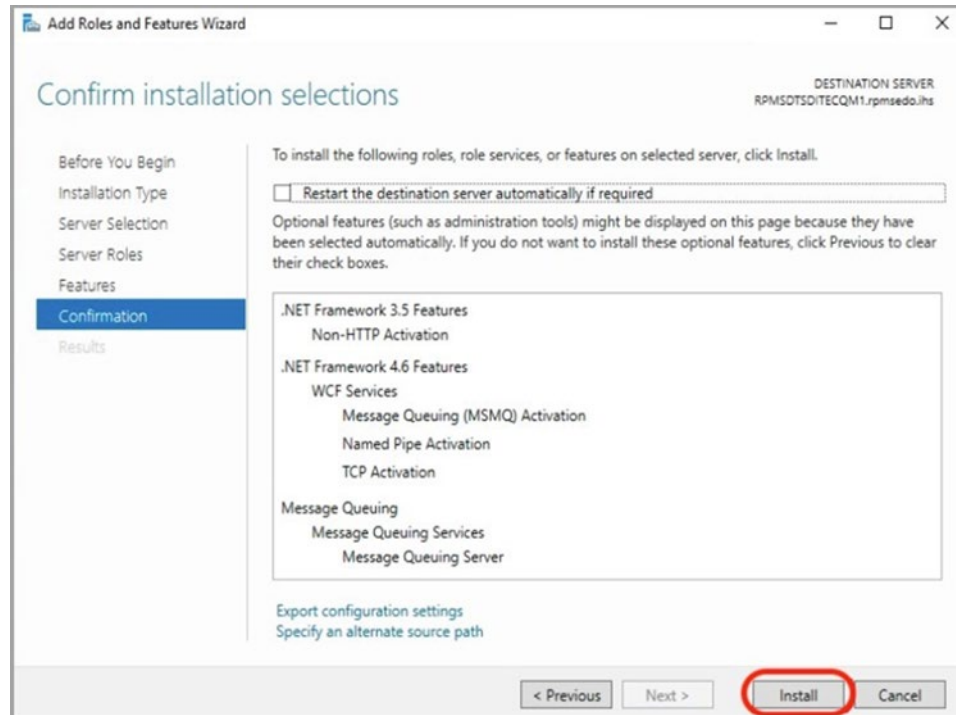 Add Roles and Features Wizard
Confirm installation selections
DESTINATION SERVER
RPMSDTSDITECQM1.rpmsedo.ihs
Before You Begin
Installation Type
Server Selection
Server Roles
Features
Confirmation
Results
To install the following roles, role services, or features on selected server, click Install.
Restart the destination server automatically if required
Optional features (such as administration tools) might be displayed on this page because they have
been selected automatically. If you do not want to install these optional features, click Previous to clear
their check boxes.
.NET Framework 3.5 Features
Non-HTTP Activation
.NET Framework 4.6 Features
WCF Services
Message Queuing (MSMQ) Activation
Named Pipe Activation
TCP Activation
Message Queuing
Message Queuing Services
Message Queuing Server
Export configuration settings
Specify an alternate source path
< Previous
Next >
Install
Cancel